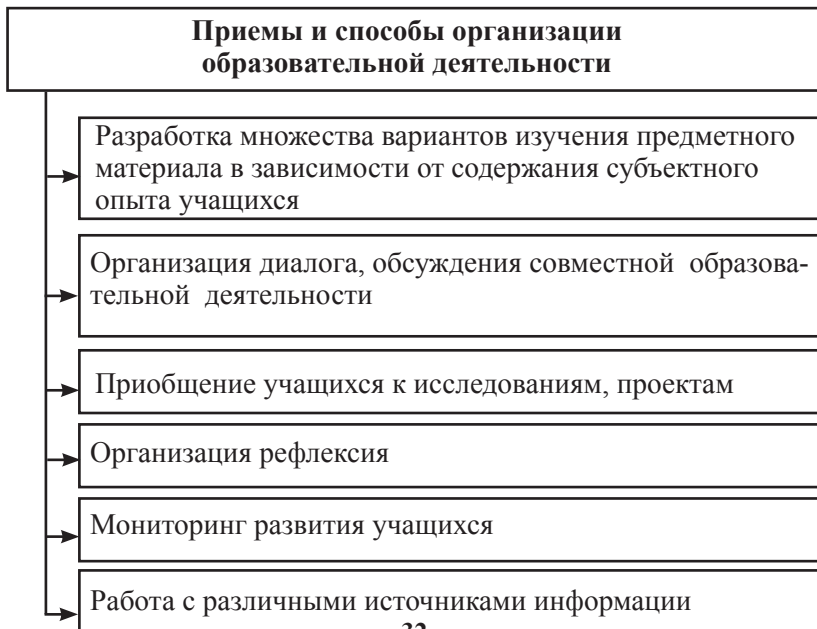 Приемы и способы организации
образовательной деятельности
Разработка множества вариантов изучения предметного
материала в зависимости от содержания субъектного
опыта учащихся
Организация диалога, обсуждения совместной образова-
тельной деятельности
Приобщение учащихся к исследованиям, проектам
Организация рефлексия
Мониторинг развития учащихся
Работа с различными источниками информации
32